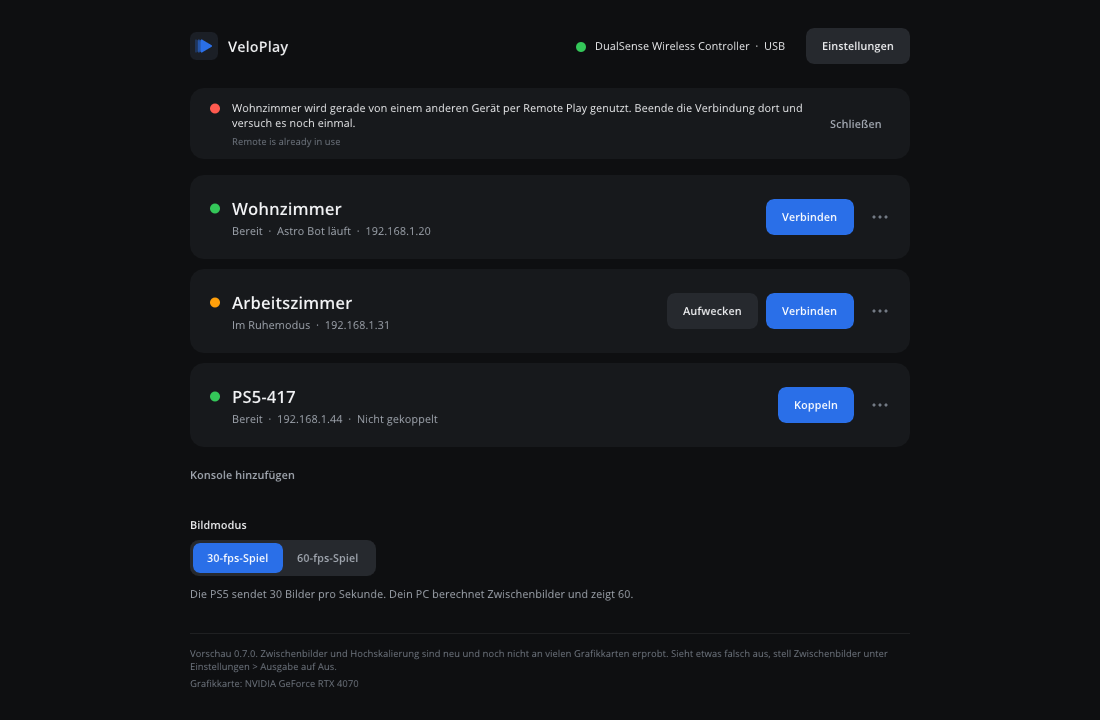 VeloPlay
DualSense Wireless Controller · USB
Einstellungen
Wohnzimmer wird gerade von einem anderen Gerät per Remote Play genutzt. Beende die Verbindung dort und
versuch es noch einmal.
Remote is already in use
Schließen
Wohnzimmer
Bereit · Astro Bot läuft · 192.168.1.20
Verbinden
Arbeitszimmer
Im Ruhemodus · 192.168.1.31
Aufwecken
Verbinden
PS5-417
Bereit · 192.168.1.44 · Nicht gekoppelt
Koppeln
Konsole hinzufügen
Bildmodus
30-fps-Spiel
60-fps-Spiel
Die PS5 sendet 30 Bilder pro Sekunde. Dein PC berechnet Zwischenbilder und zeigt 60.
Vorschau 0.7.0. Zwischenbilder und Hochskalierung sind neu und noch nicht an vielen Grafikkarten erprobt. Sieht etwas falsch aus, stell Zwischenbilder unter
Einstellungen > Ausgabe auf Aus.
Grafikkarte: NVIDIA GeForce RTX 4070